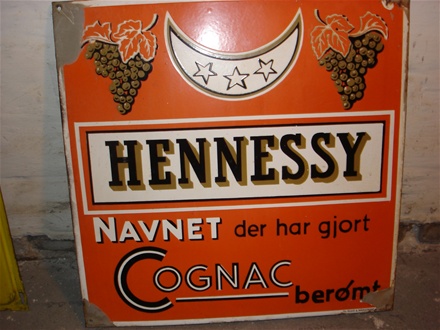 HENNESSY
NAVNET der har gjort
COGNAC berømt